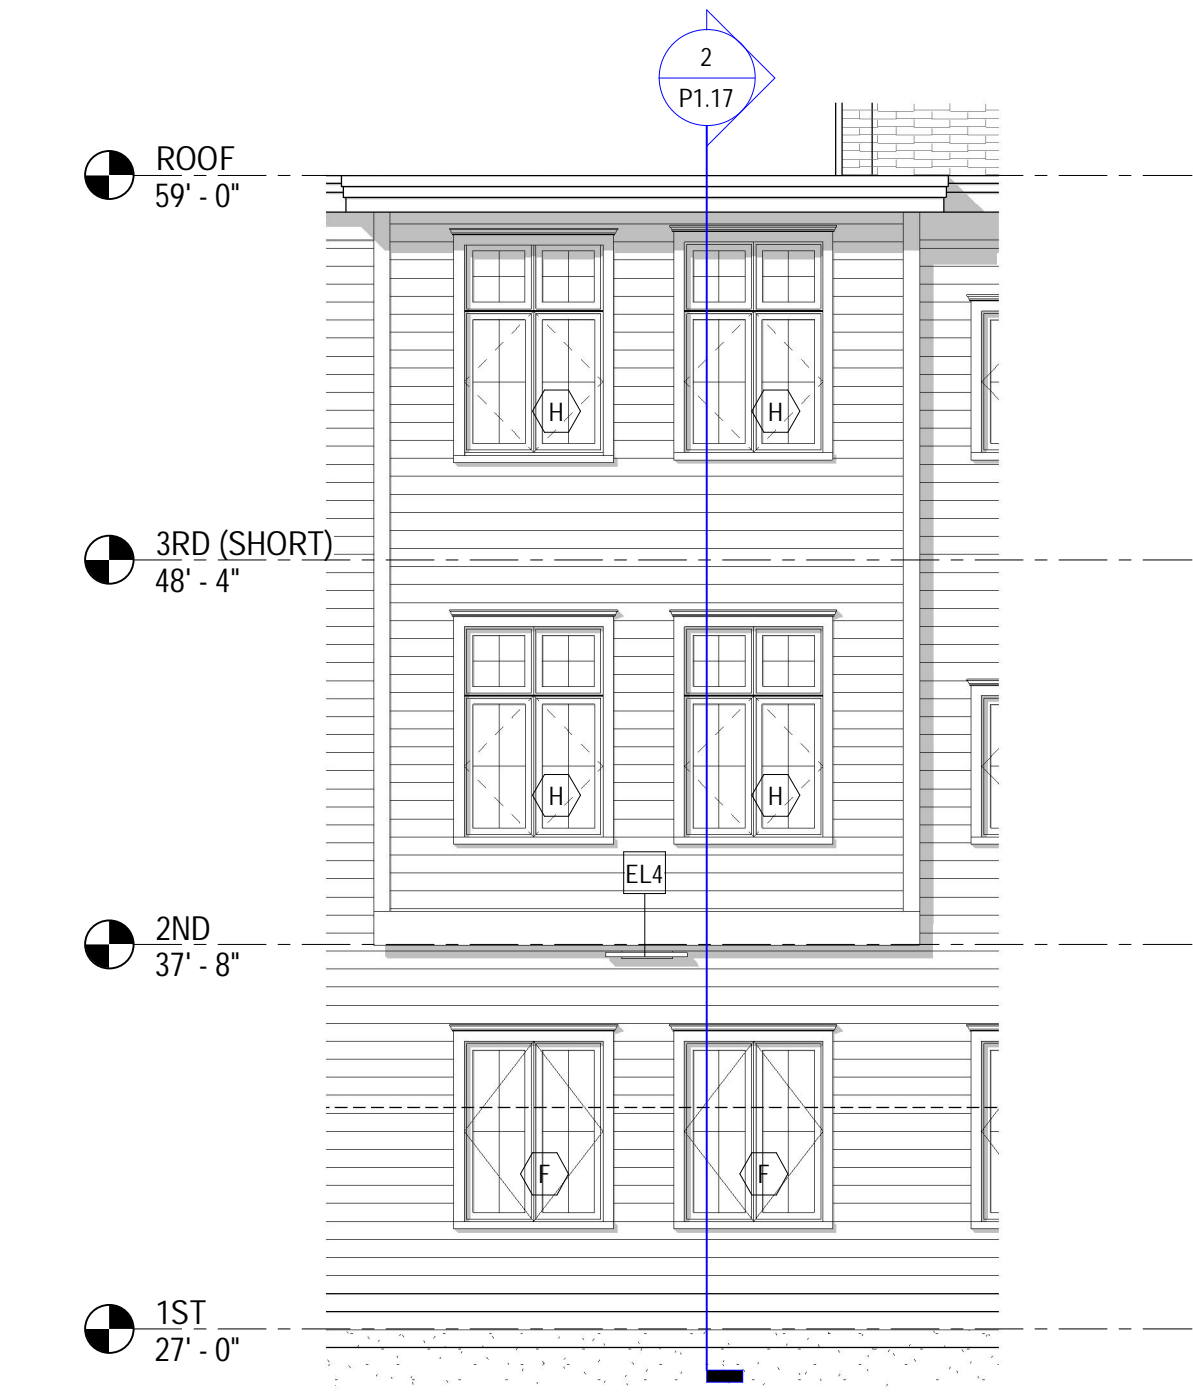 2
P1.17
ROOF
59' - 0"
H
H
3RD (SHORT)
48' - 4"
H
H
EL4
2ND
37' - 8"
F
F
1ST
27' - 0"